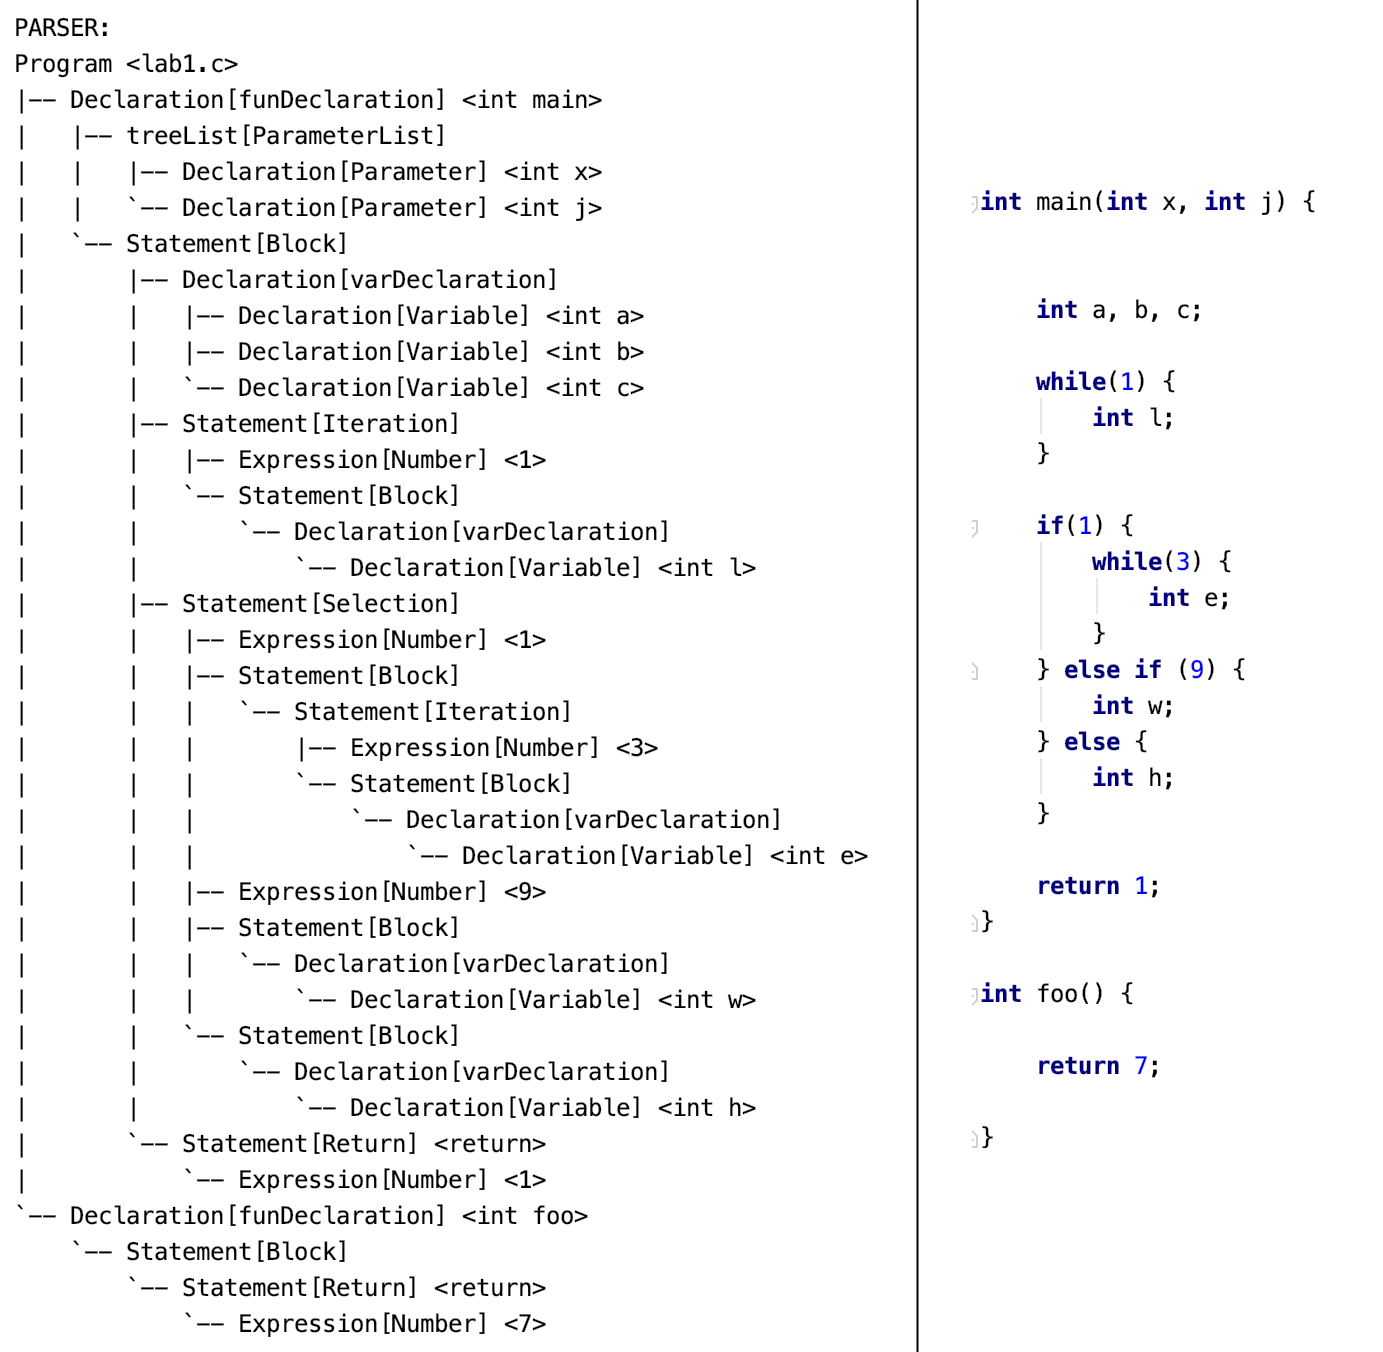 PARSER:
Program <lab1.c>
|-- Declaration[funDeclaration] <int main>
|   |-- treeList[ParameterList]
|   |   |-- Declaration[Parameter] <int x>
|   |   `-- Declaration[Parameter] <int j>
|   `-- Statement[Block]
|       |-- Declaration[varDeclaration]
|       |   |-- Declaration[Variable] <int a>
|       |   |-- Declaration[Variable] <int b>
|       |   `-- Declaration[Variable] <int c>
|       |-- Statement[Iteration]
|       |   |-- Expression[Number] <1>
|       |   `-- Statement[Block]
|       |       `-- Declaration[varDeclaration]
|       |           `-- Declaration[Variable] <int l>
|       |-- Statement[Selection]
|       |   |-- Expression[Number] <1>
|       |   |-- Statement[Block]
|       |   |   `-- Statement[Iteration]
|       |   |       |-- Expression[Number] <3>
|       |   |       `-- Statement[Block]
|       |   |           `-- Declaration[varDeclaration]
|       |   |               `-- Declaration[Variable] <int e>
|       |   |-- Expression[Number] <9>
|       |   |-- Statement[Block]
|       |   |   `-- Declaration[varDeclaration]
|       |   |       `-- Declaration[Variable] <int w>
|       |   `-- Statement[Block]
|       |       `-- Declaration[varDeclaration]
|       |           `-- Declaration[Variable] <int h>
|       `-- Statement[Return] <return>
|           `-- Expression[Number] <1>
`-- Declaration[funDeclaration] <int foo>
    `-- Statement[Block]
        `-- Statement[Return] <return>
            `-- Expression[Number] <7>
int main(int x, int j) {
    int a, b, c;
    while(1) {
        int l;
    }
    if(1) {
        while(3) {
            int e;
        }
    } else if (9) {
        int w;
    } else {
        int h;
    }
    return 1;
}
int foo() {
    return 7;
}